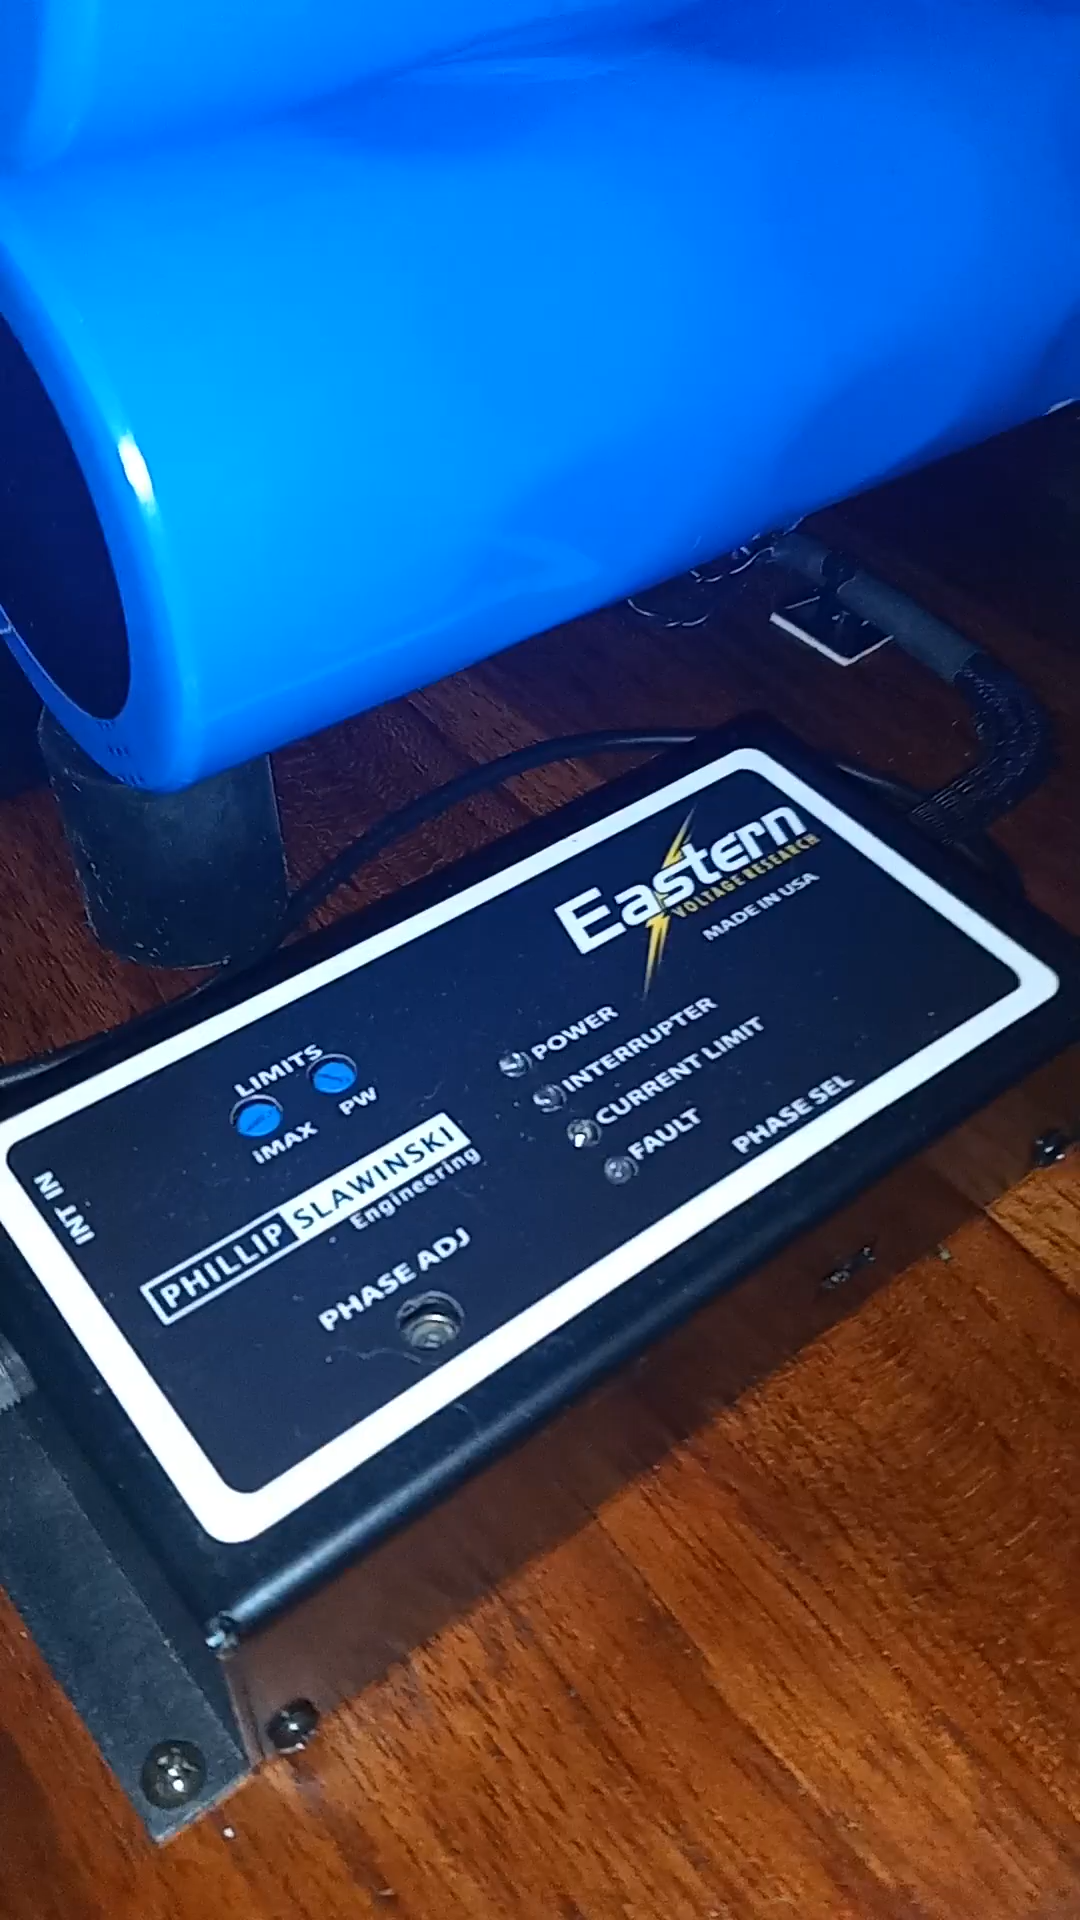 Eastern
VOLTAGE RESEARCH
MADE IN USA
POWER
INTERRUPTER
CURRENT LIMIT
FAULT
PHASE SEL
LIMITS
IMAX
PW
INT IN
PHILLIP SLAWINSKI
Engineering
PHASE ADJ